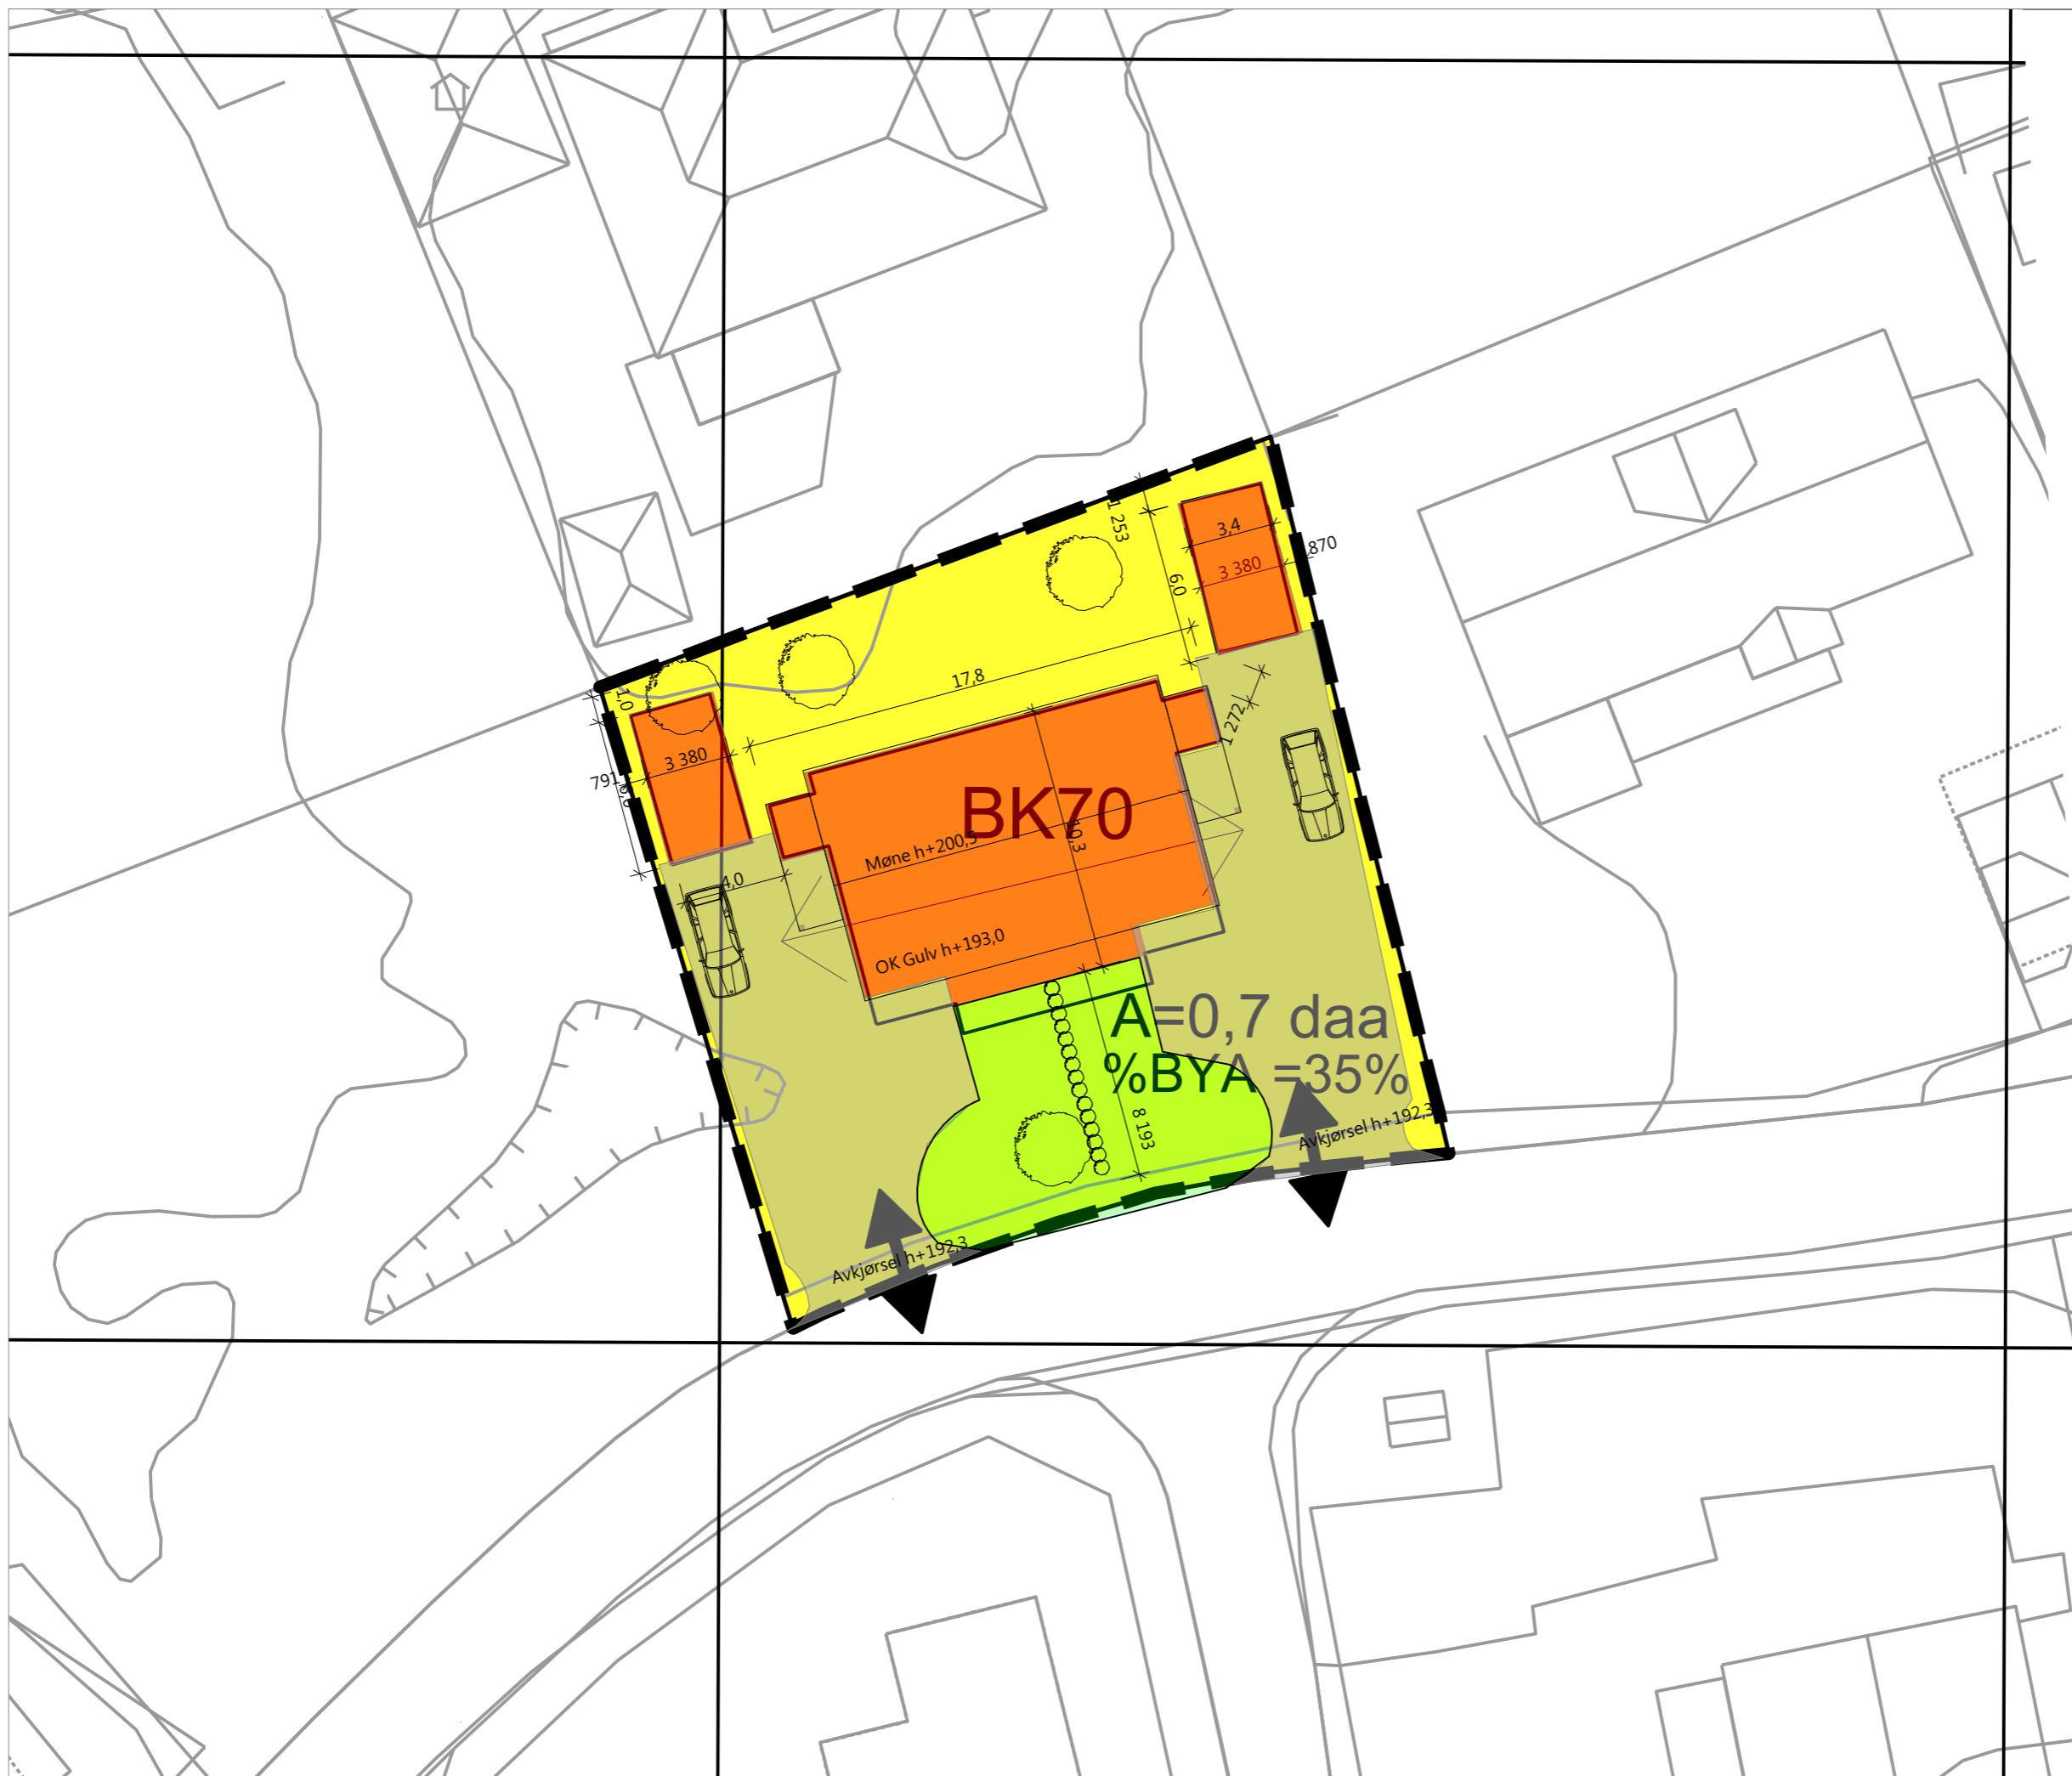 1 253
3,4
870
3 380
6,0
17,8
1,0
1 272
3 380
791
BK70
10,3
Møne h+200,5
4,0
OK Gulv h+193,0
A=0,7 daa
%BYA =35%
8 193
Avkjørsel h+192,3
Avkjørsel h+192,3